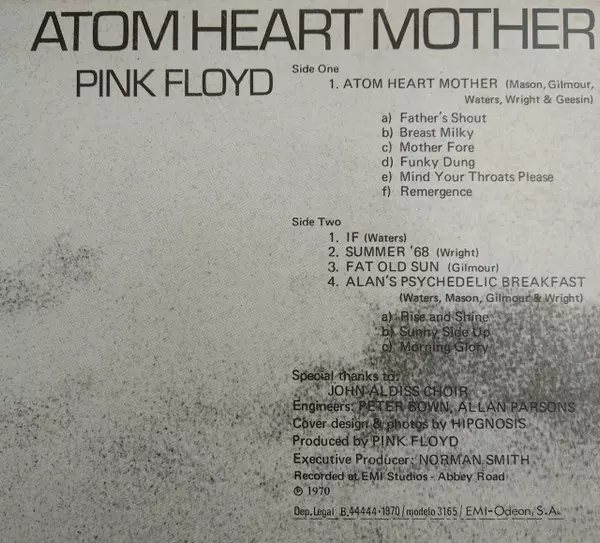 ATOM HEART MOTHER
PINK FLOYD
Side One
1. ATOM HEART MOTHER (Mason, Gilmour,
Waters, Wright & Geesin)
a) Father's Shout
b) Breast Milky
c) Mother Fore
d) Funky Dung
e) Mind Your Throats Please
f) Remergence
Side Two
1. IF (Waters)
2. SUMMER '68 (Wright)
3. FAT OLD SUN (Gilmour)
4. ALAN'S PSYCHEDELIC BREAKFAST
(Waters, Mason, Gilmour & Wright)
a) Rise and Shine
b) Sunny Side Up
c) Morning Glory
Special thanks to:
JOHN ALDISS CHOIR
Engineers: PETER BOWN, ALLAN PARSONS
Cover design & photos by HIPGNOSIS
Produced by PINK FLOYD
Executive Producer: NORMAN SMITH
Recorded at EMI Studios - Abbey Road
℗ 1970
Dep. Legal B.44444-1970 / modelo 3165 / EMI-Odeon, S.A.